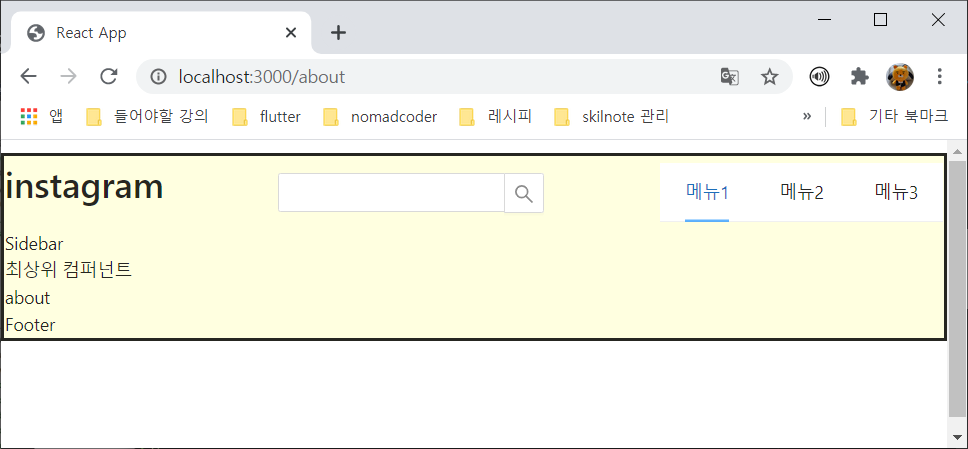 React App
localhost:3000/about
앱 들어야할 강의 flutter nomadcoder 레시피 skilnote 관리 » 기타 북마크
instagram 메뉴1 메뉴2 메뉴3
Sidebar
최상위 컴퍼넌트
about
Footer